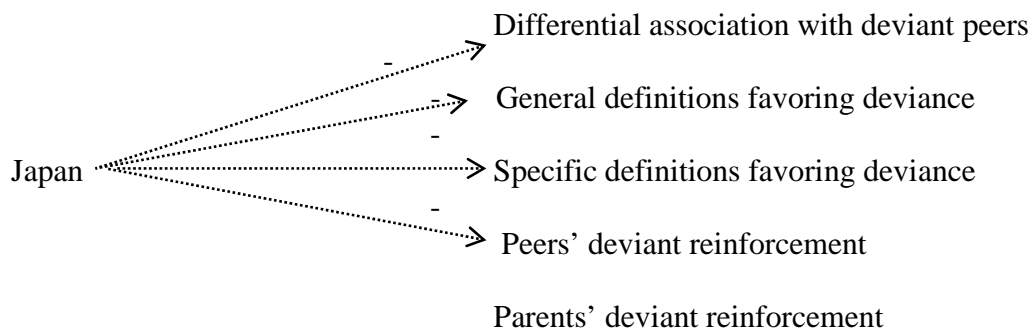 Differential association with deviant peers
-
- General definitions favoring deviance
-
Japan Specific definitions favoring deviance
-
Peers’ deviant reinforcement
Parents’ deviant reinforcement